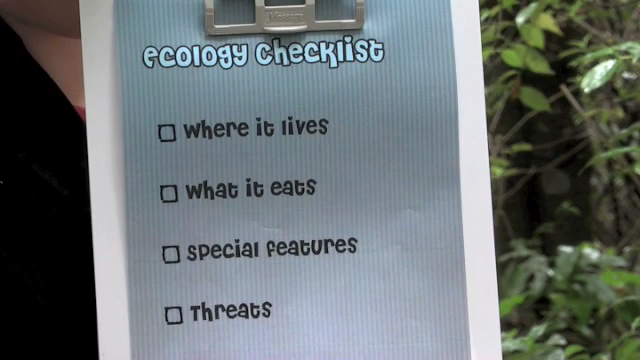 ecology checklist
where it lives
what it eats
special features
Threats